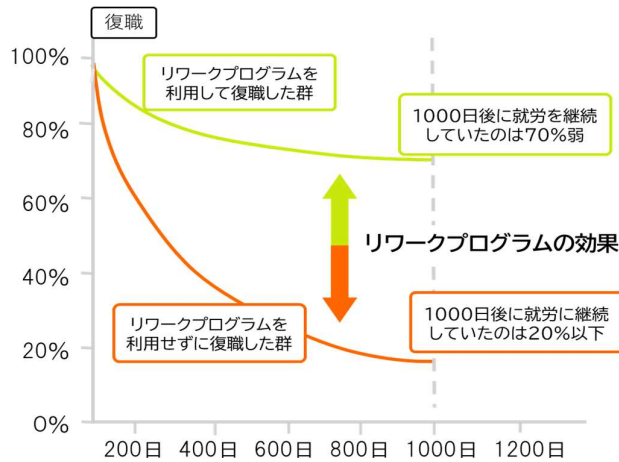 復職
100%
80%
60%
40%
20%
0%
リワークプログラムを
利用して復職した群
1000日後に就労を継続
していたのは70%弱
リワークプログラムの効果
リワークプログラムを
利用せずに復職した群
1000日後に就労に継続
していたのは20%以下
200日 400日 600日 800日 1000日 1200日